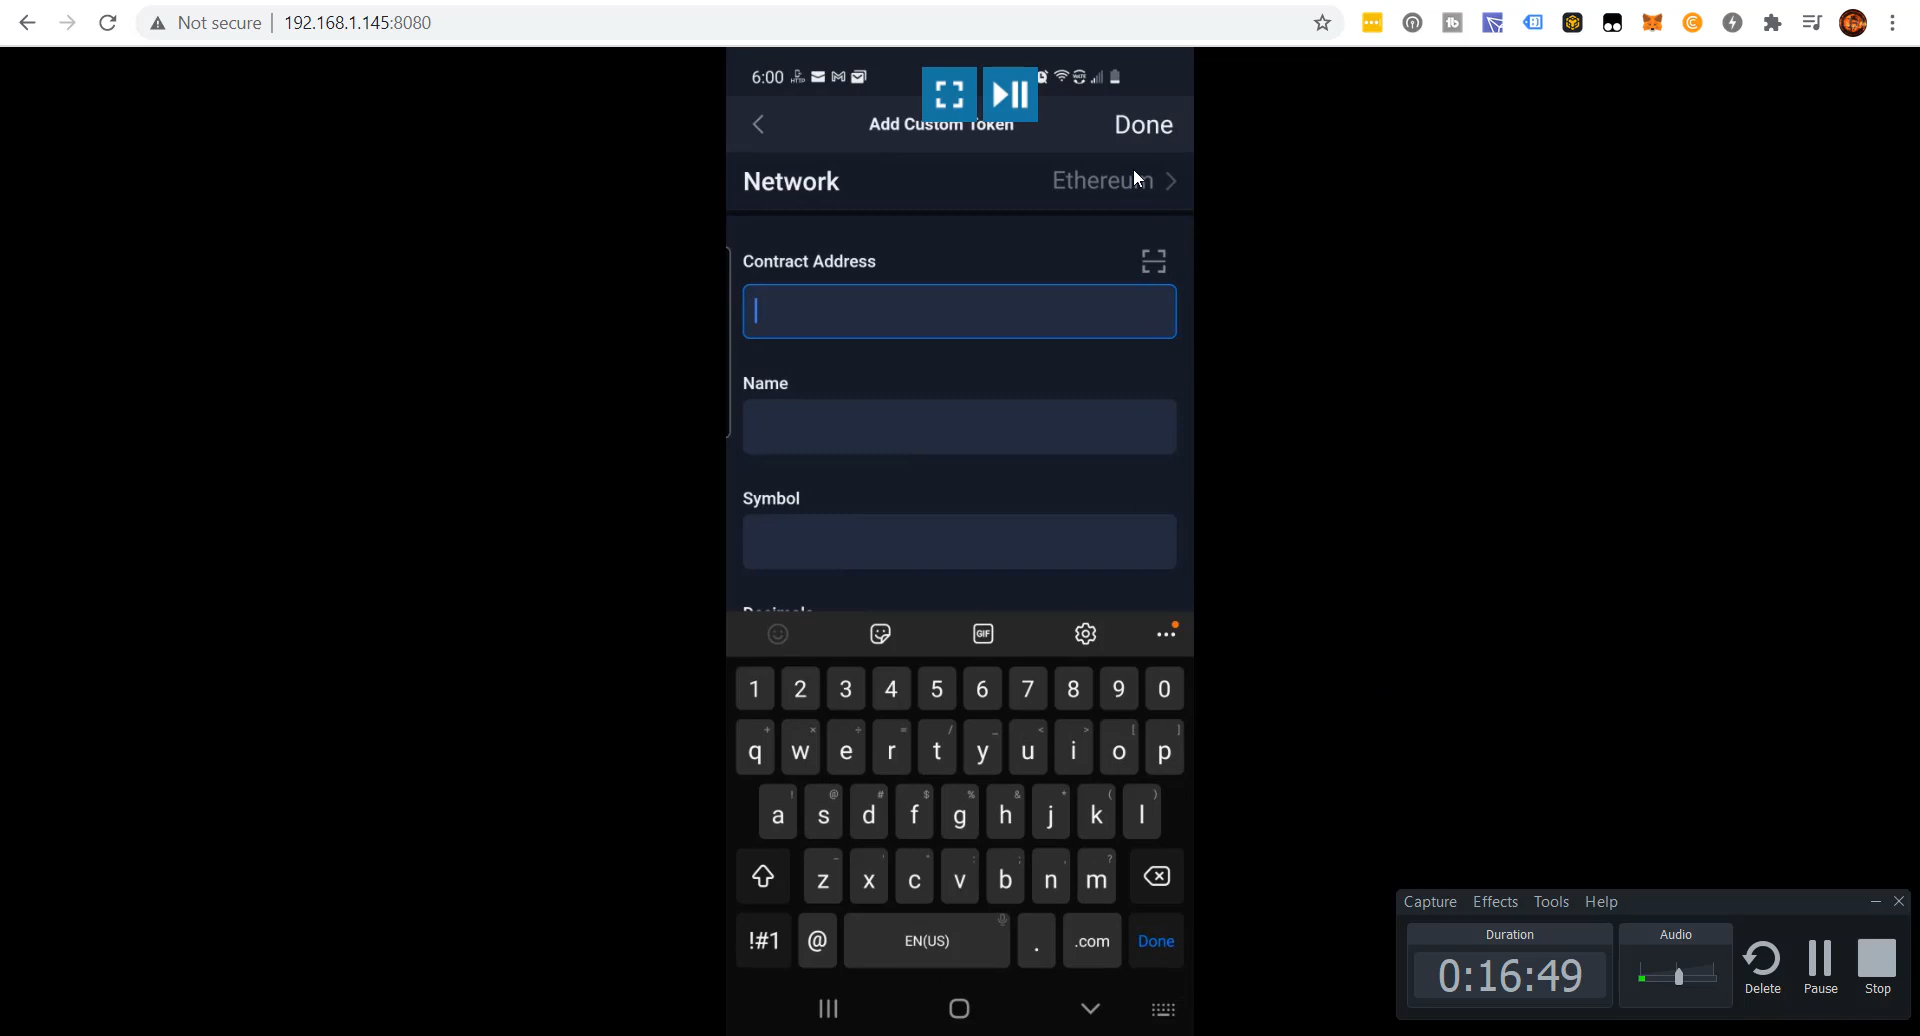 Not secure | 192.168.1.145:8080
6:00
Add Custom Token
Done
Network
Ethereum
Contract Address
Name
Symbol
Decimals
GIF
1 2 3 4 5 6 7 8 9 0
q w e r t y u i o p
a s d f g h j k l
z x c v b n m
!#1 @ EN(US) . .com Done
Capture Effects Tools Help
Duration
Audio
0:16:49
Delete
Pause
Stop